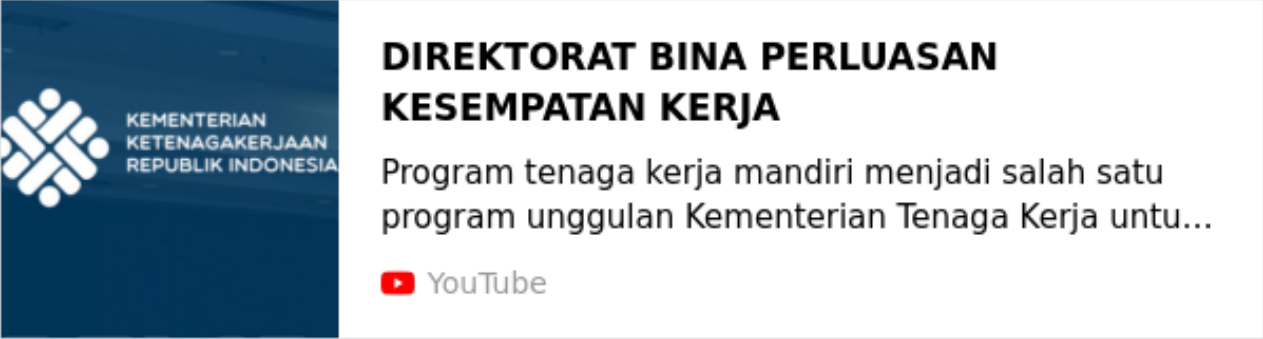 KEMENTERIAN
KETENAGAKERJAAN
REPUBLIK INDONESIA
DIREKTORAT BINA PERLUASAN
KESEMPATAN KERJA
Program tenaga kerja mandiri menjadi salah satu
program unggulan Kementerian Tenaga Kerja untu...
YouTube